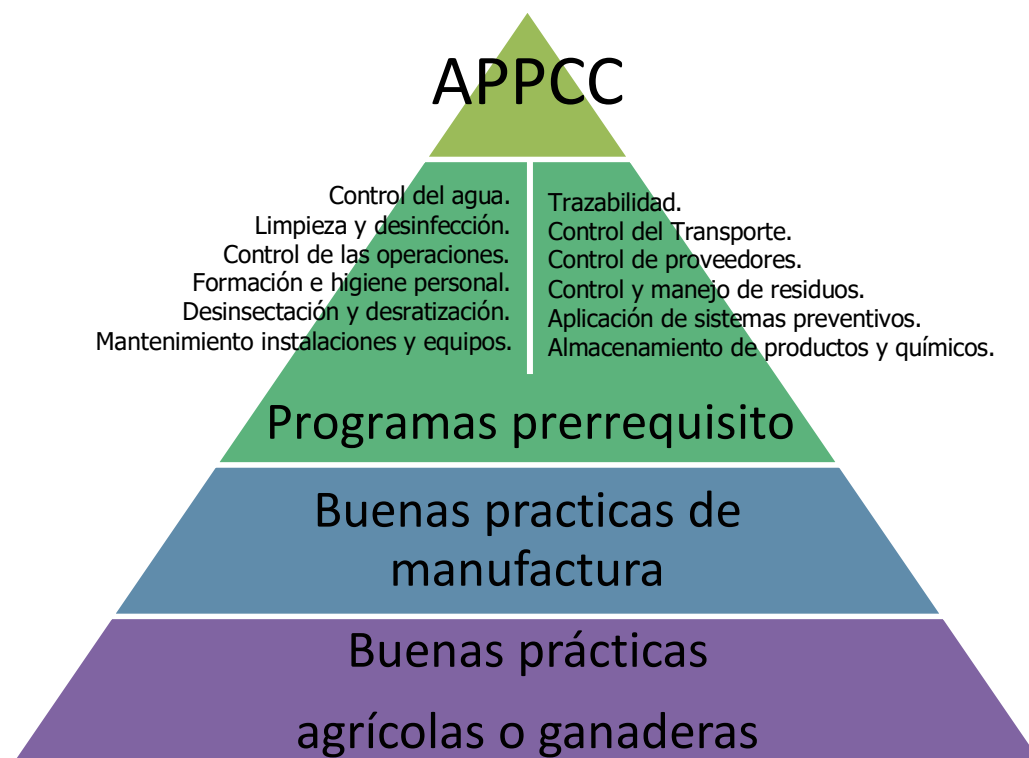 APPCC
Control del agua.
Limpieza y desinfección.
Control de las operaciones.
Formación e higiene personal.
Desinsectación y desratización.
Mantenimiento instalaciones y equipos.
Trazabilidad.
Control del Transporte.
Control de proveedores.
Control y manejo de residuos.
Aplicación de sistemas preventivos.
Almacenamiento de productos y químicos.
Programas prerrequisito
Buenas practicas de
manufactura
Buenas prácticas
agrícolas o ganaderas